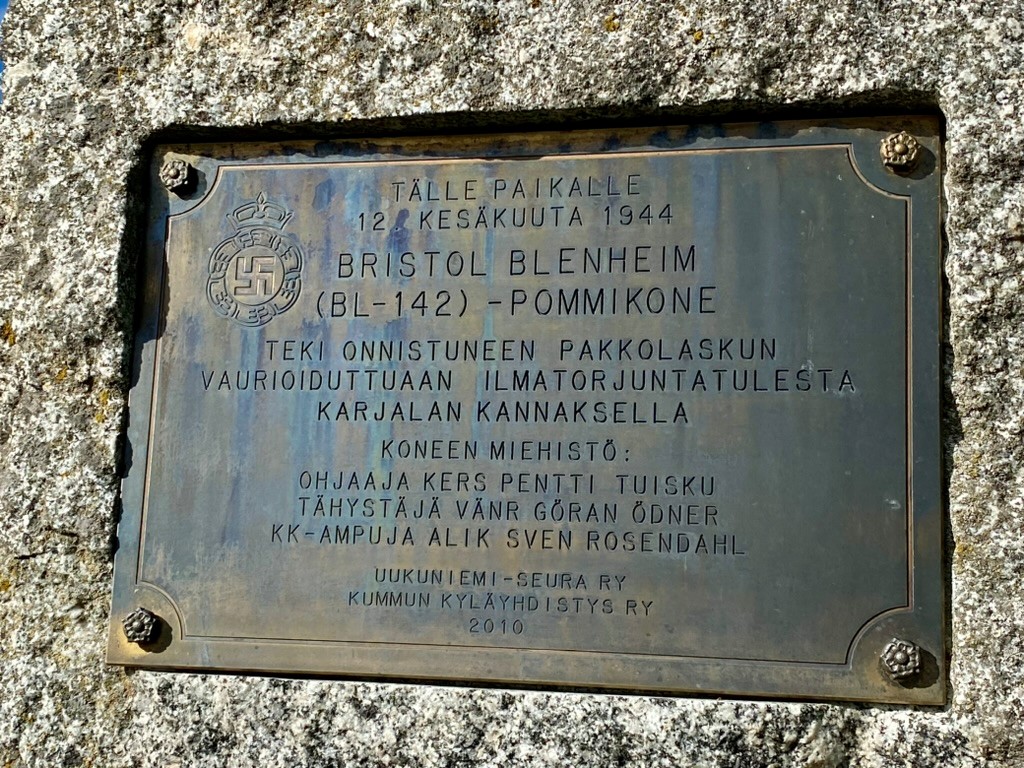 TÄLLE PAIKALLE
12. KESÄKUUTA 1944
BRISTOL BLENHEIM
(BL-142) -POMMIKONE
TEKI ONNISTUNEEN PAKKOLASKUN
VAURIOIDUTTUAAN ILMATORJUNTATULESTA
KARJALAN KANNAKSELLA
KONEEN MIEHISTÖ:
OHJAAJA KERS PENTTI TUISKU
TÄHYSTÄJÄ VÄNR GÖRAN ÖDNER
KK-AMPUJA ALIK SVEN ROSENDAHL
UUKUNIEMI-SEURA RY
KUMMUN KYLÄYHDISTYS RY
2010